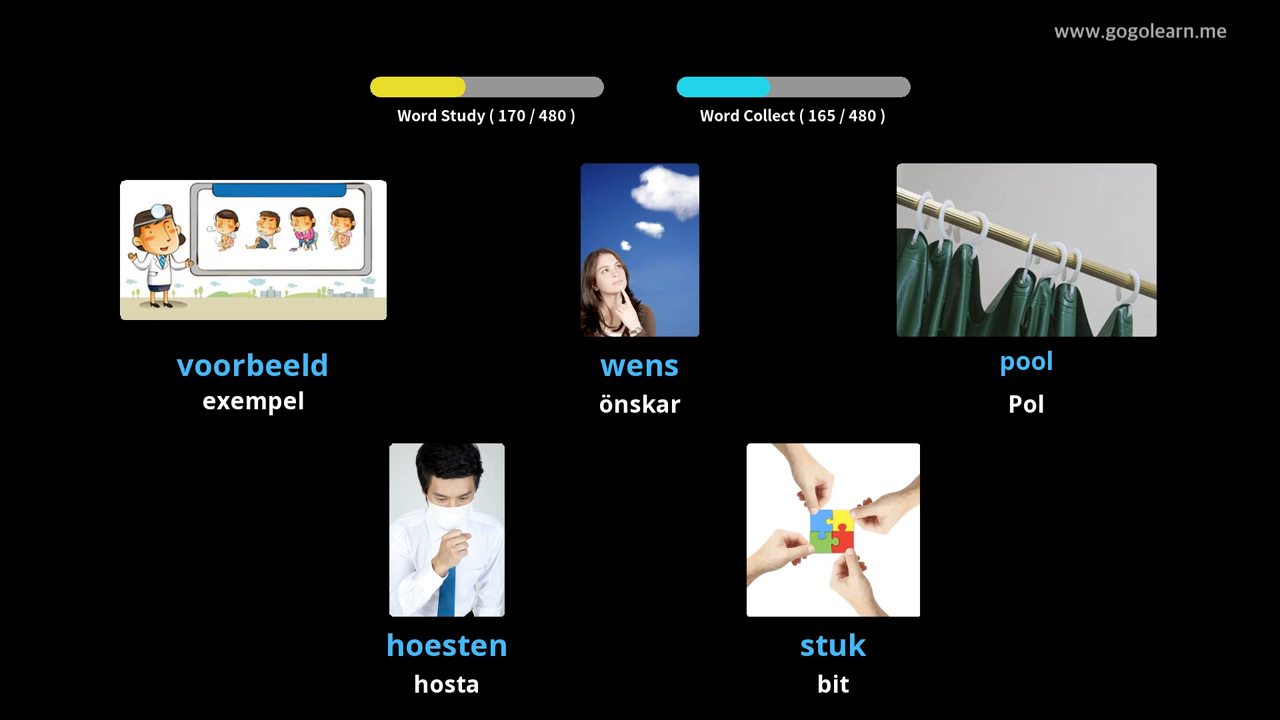 www.gogolearn.me
Word Study ( 170 / 480 )
Word Collect ( 165 / 480 )
voorbeeld
exempel
wens
önskar
pool
Pol
hoesten
hosta
stuk
bit